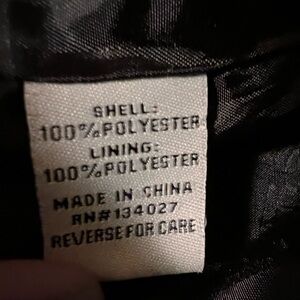 SHELL:
100%POLYESTER
LINING:
100%POLYESTER
MADE IN CHINA
RN#134027
REVERSE FOR CARE